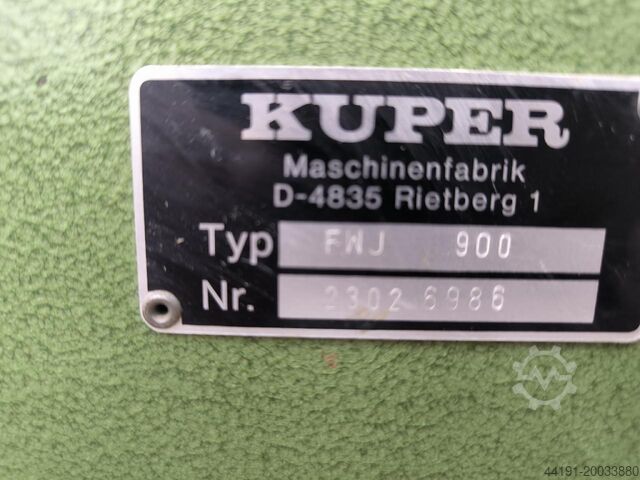 KUPER
Maschinenfabrik
D-4835 Rietberg 1
Typ FWJ 900
Nr. 2302 6986
44191-20033880